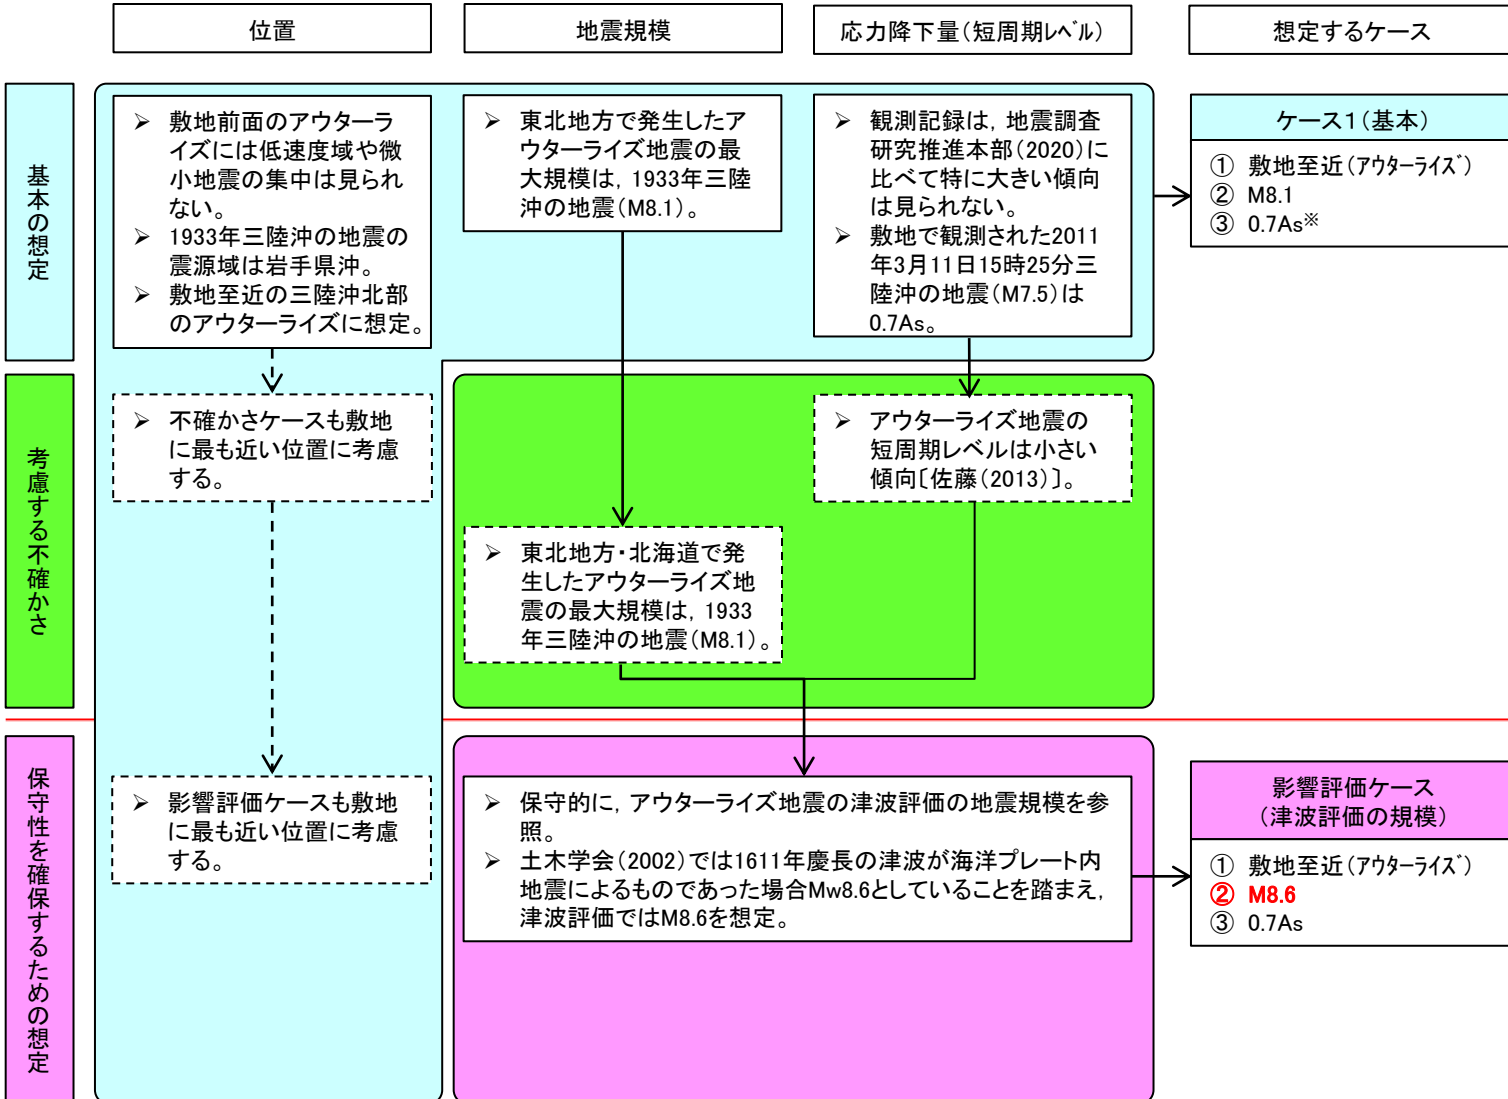 位置
地震規模
応力降下量(短周期ﾚﾍﾞﾙ)
想定するケース
基本の想定
➢ 敷地前面のアウターラ
イズには低速度域や微
小地震の集中は見られ
ない。
➢ 1933年三陸沖の地震の
震源域は岩手県沖。
➢ 敷地至近の三陸沖北部
のアウターライズに想定。
➢ 東北地方で発生したア
ウターライズ地震の最
大規模は，1933年三陸
沖の地震(M8.1)。
➢ 観測記録は，地震調査
研究推進本部(2020)に
比べて特に大きい傾向
は見られない。
➢ 敷地で観測された2011
年3月11日15時25分三
陸沖の地震(M7.5)は
0.7As。
ケース1(基本)
① 敷地至近(ｱｳﾀｰﾗｲｽﾞ)
② M8.1
③ 0.7As※
考慮する不確かさ
➢ 不確かさケースも敷地
に最も近い位置に考慮
する。
➢ アウターライズ地震の
短周期レベルは小さい
傾向〔佐藤(2013)〕。
➢ 東北地方・北海道で発
生したアウターライズ地
震の最大規模は，1933
年三陸沖の地震(M8.1)。
保守性を確保するための想定
➢ 影響評価ケースも敷地
に最も近い位置に考慮
する。
➢ 保守的に，アウターライズ地震の津波評価の地震規模を参
照。
➢ 土木学会(2002)では1611年慶長の津波が海洋プレート内
地震によるものであった場合Mw8.6としていることを踏まえ，
津波評価ではM8.6を想定。
影響評価ケース
(津波評価の規模)
① 敷地至近(ｱｳﾀｰﾗｲｽﾞ)
② M8.6
③ 0.7As